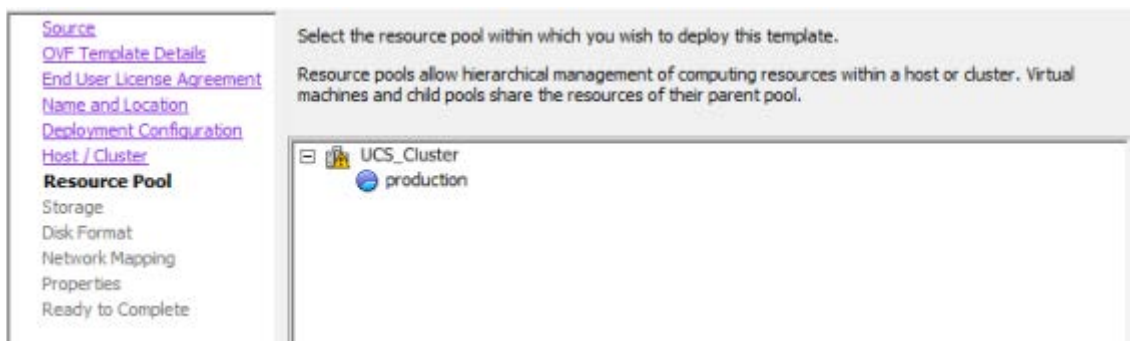 Source
OVF Template Details
End User License Agreement
Name and Location
Deployment Configuration
Host / Cluster
Resource Pool
Storage
Disk Format
Network Mapping
Properties
Ready to Complete
Select the resource pool within which you wish to deploy this template.
Resource pools allow hierarchical management of computing resources within a host or cluster. Virtual
machines and child pools share the resources of their parent pool.
UCS_Cluster
production